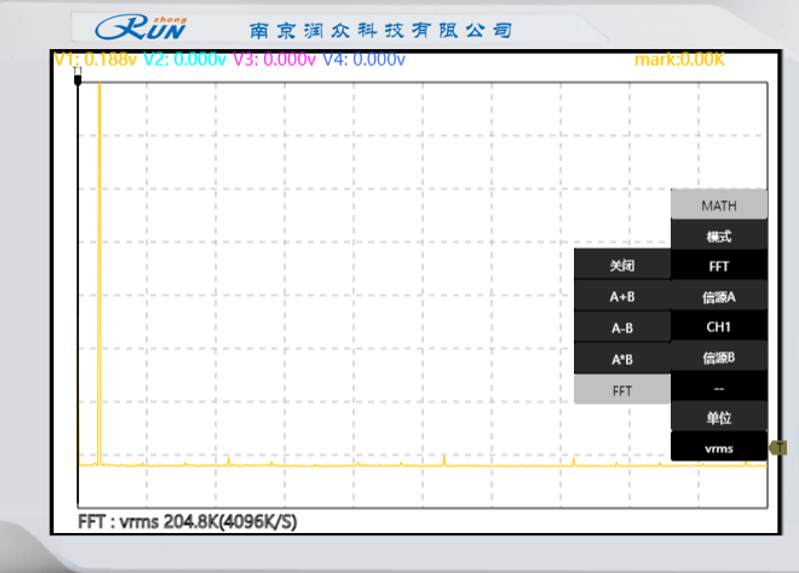 RUN zhong
南京润众科技有限公司
V1: 0.188v V2: 0.000v V3: 0.000v V4: 0.000v mark:0.00K
T1
MATH
模式
关闭 FFT
A+B 信源A
A-B CH1
A*B 信源B
FFT --
单位
vrms
T
FFT : vrms 204.8K(4096K/S)